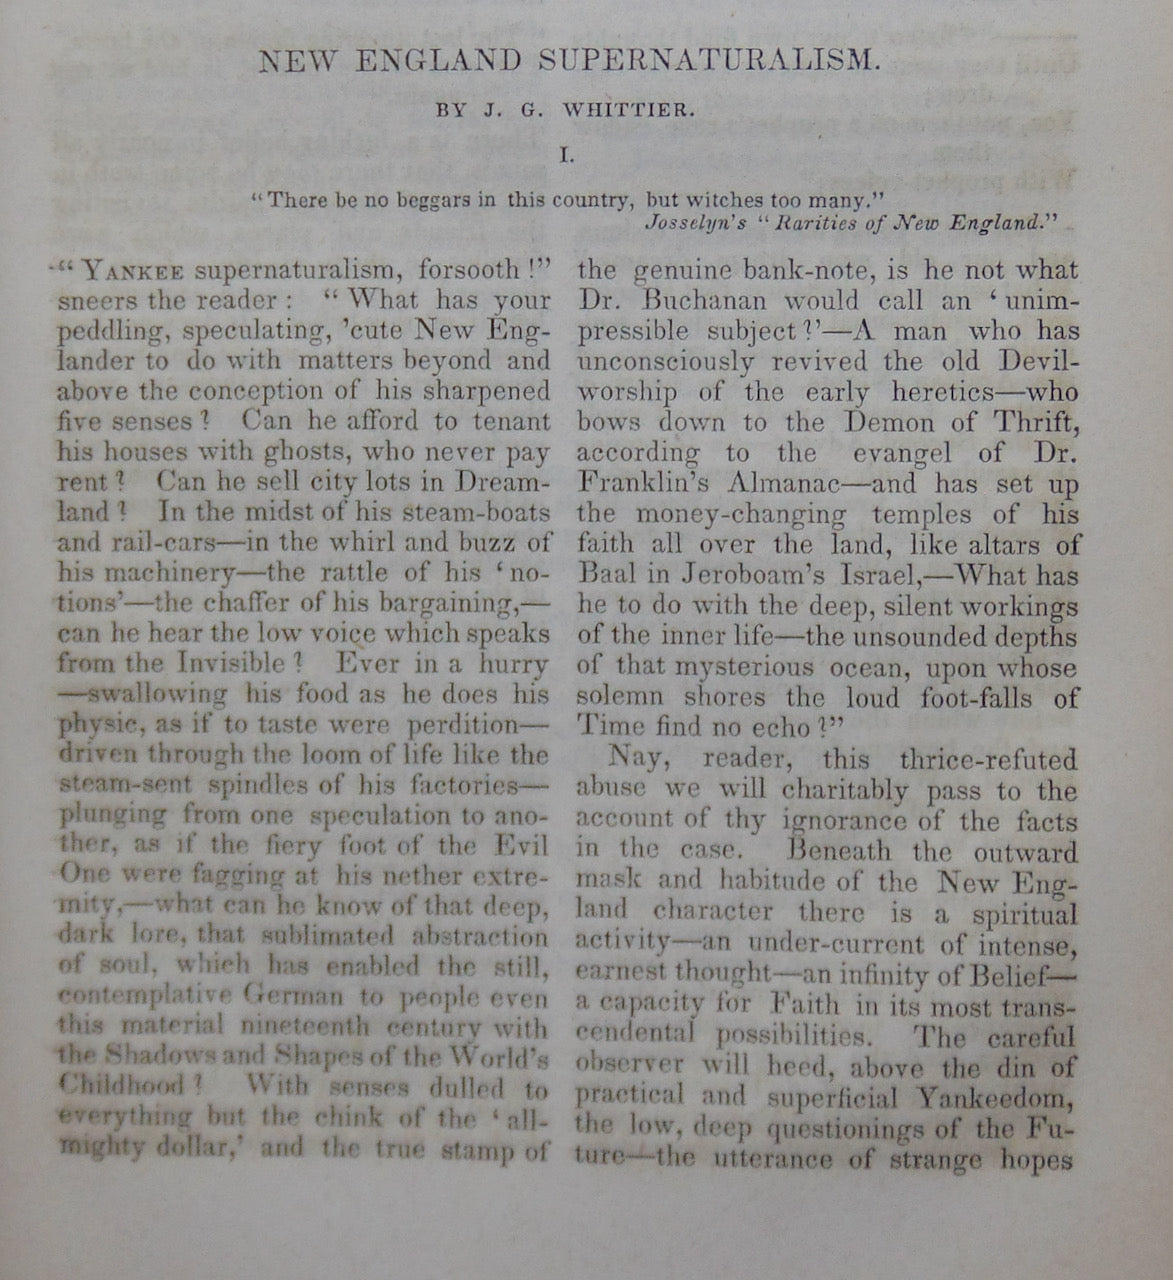 NEW ENGLAND SUPERNATURALISM.
BY J. G. WHITTIER.
I.
“There be no beggars in this country, but witches too many.”
Josselyn's “Rarities of New England.”
“YANKEE supernaturalism, forsooth!”
sneers the reader: “What has your
peddling, speculating, 'cute New Eng-
lander to do with matters beyond and
above the conception of his sharpened
five senses? Can he afford to tenant
his houses with ghosts, who never pay
rent? Can he sell city lots in Dream-
land? In the midst of his steam-boats
and rail-cars—in the whirl and buzz of
his machinery—the rattle of his ‘no-
tions’—the chaffer of his bargaining,—
can he hear the low voice which speaks
from the Invisible? Ever in a hurry
—swallowing his food as he does his
physic, as if to taste were perdition—
driven through the loom of life like the
steam-sent spindles of his factories—
plunging from one speculation to ano-
ther, as if the fiery foot of the Evil
One were fagging at his nether extre-
mity,—what can he know of that deep,
dark lore, that sublimated abstraction
of soul, which has enabled the still,
contemplative German to people even
this material nineteenth century with
the Shadows and Shapes of the World's
Childhood? With senses dulled to
everything but the chink of the ‘all-
mighty dollar,’ and the true stamp of
the genuine bank-note, is he not what
Dr. Buchanan would call an ‘unim-
pressible subject?’—A man who has
unconsciously revived the old Devil-
worship of the early heretics—who
bows down to the Demon of Thrift,
according to the evangel of Dr.
Franklin's Almanac—and has set up
the money-changing temples of his
faith all over the land, like altars of
Baal in Jeroboam's Israel,—What has
he to do with the deep, silent workings
of the inner life—the unsounded depths
of that mysterious ocean, upon whose
solemn shores the loud foot-falls of
Time find no echo?”
Nay, reader, this thrice-refuted
abuse we will charitably pass to the
account of thy ignorance of the facts
in the case. Beneath the outward
mask and habitude of the New Eng-
land character there is a spiritual
activity—an under-current of intense,
earnest thought—an infinity of Belief—
a capacity for Faith in its most trans-
cendental possibilities. The careful
observer will heed, above the din of
practical and superficial Yankeedom,
the low, deep questionings of the Fu-
ture—the utterance of strange hopes